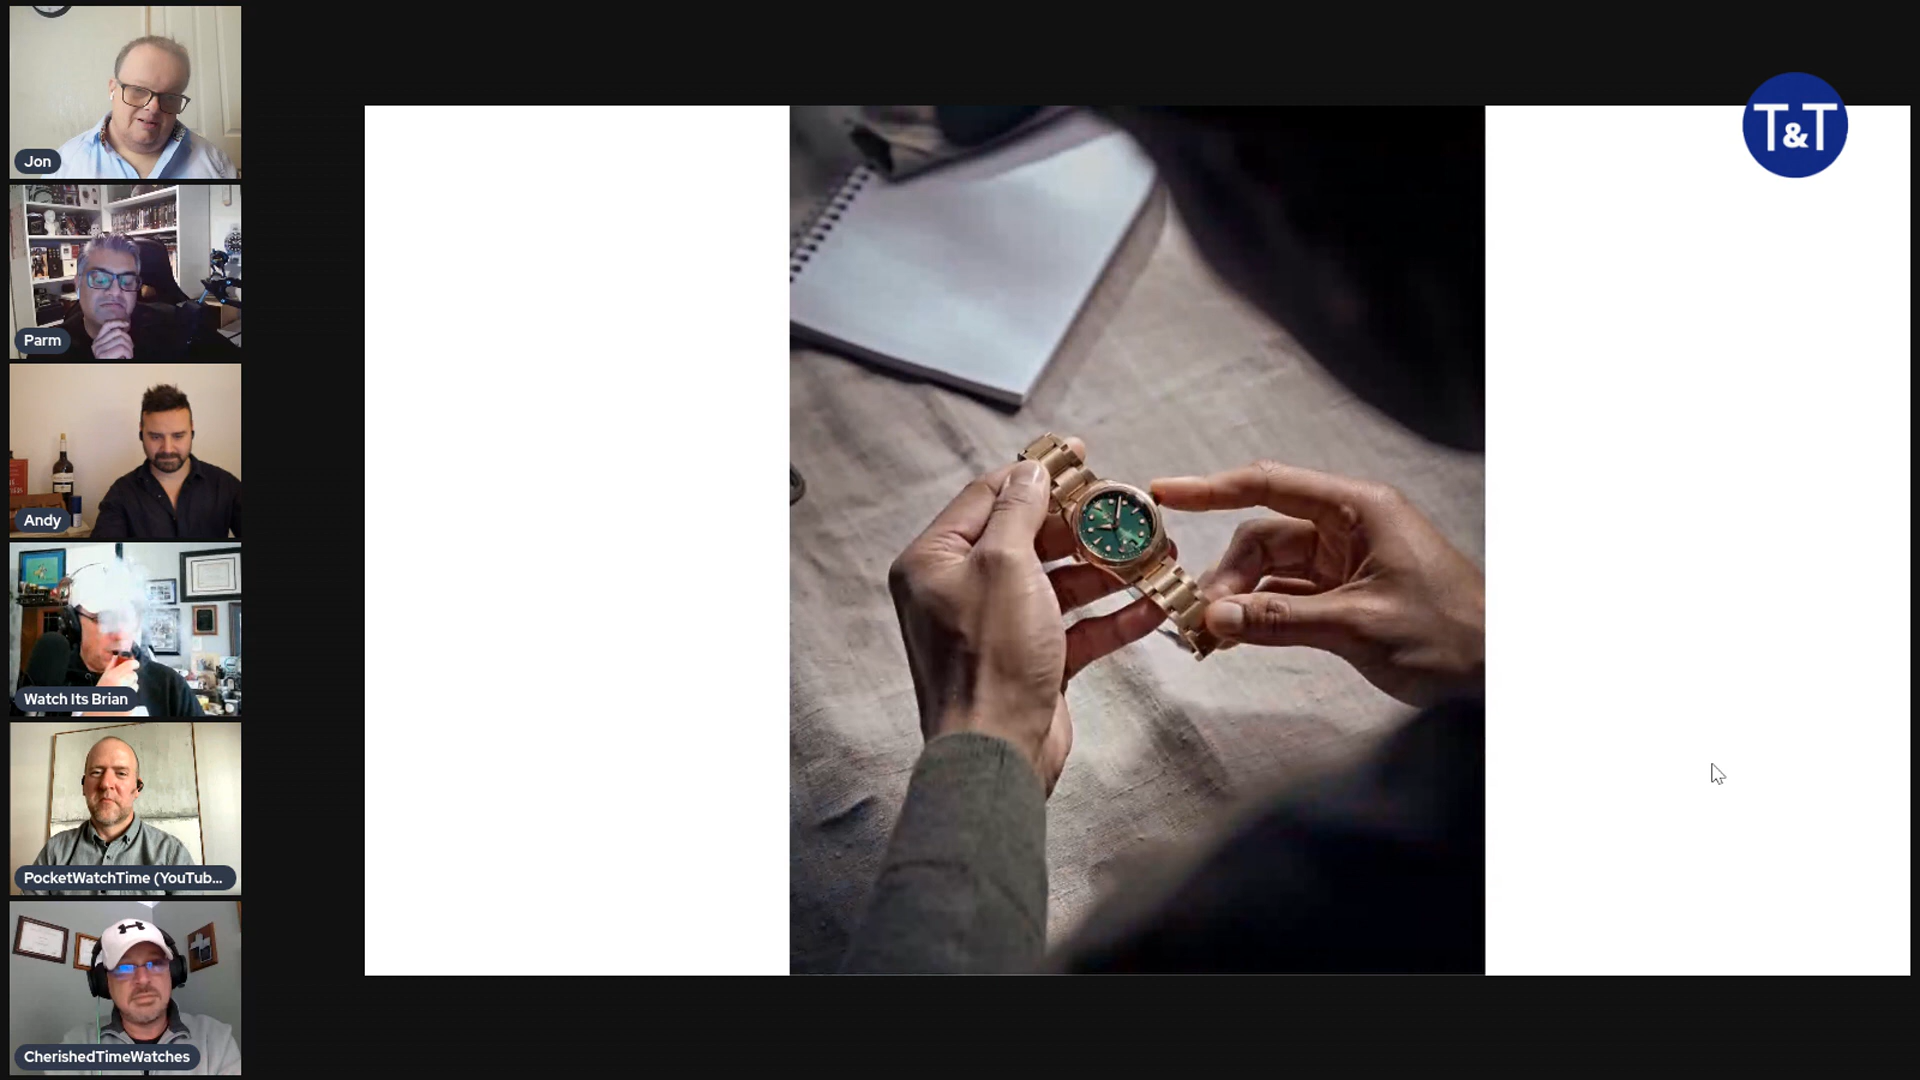 Jon
Parm
Andy
Watch Its Brian
PocketWatchTime (YouTub...
CherishedTimeWatches
T&T